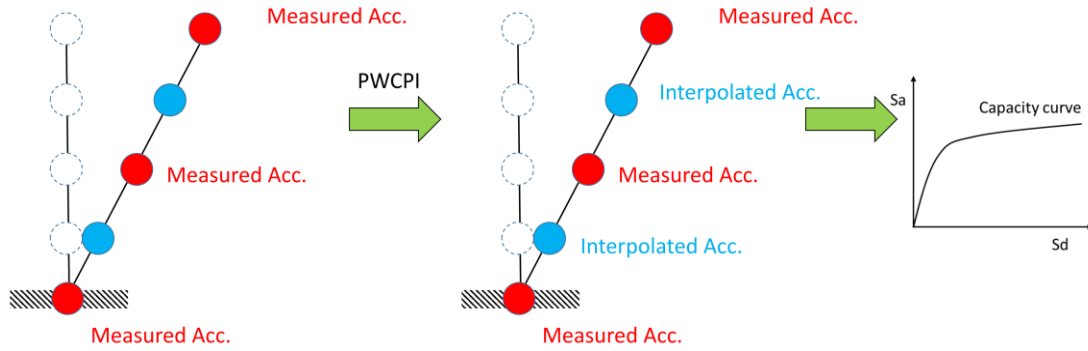 Measured Acc.
Measured Acc.
Measured Acc.
PWCPI
Measured Acc.
Interpolated Acc.
Measured Acc.
Interpolated Acc.
Measured Acc.
Sa
Capacity curve
Sd